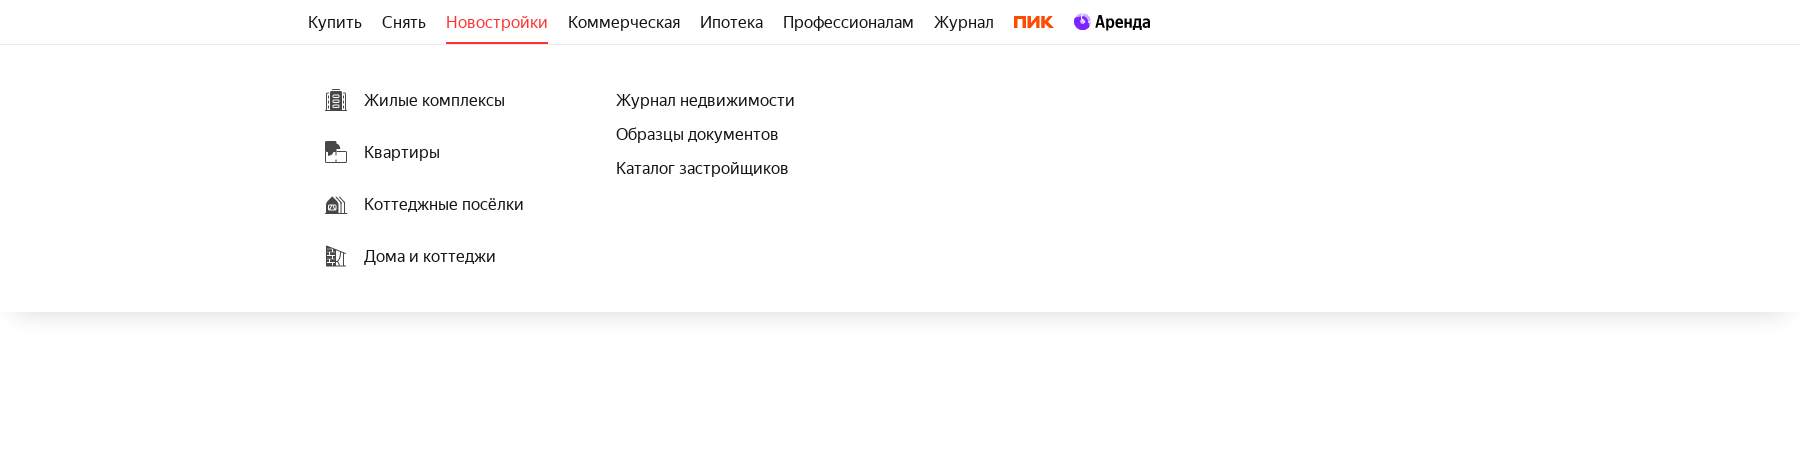 Купить Снять Новостройки Коммерческая Ипотека Профессионалам Журнал ПИК Аренда
Жилые комплексы
Квартиры
Коттеджные посёлки
Дома и коттеджи
Журнал недвижимости
Образцы документов
Каталог застройщиков